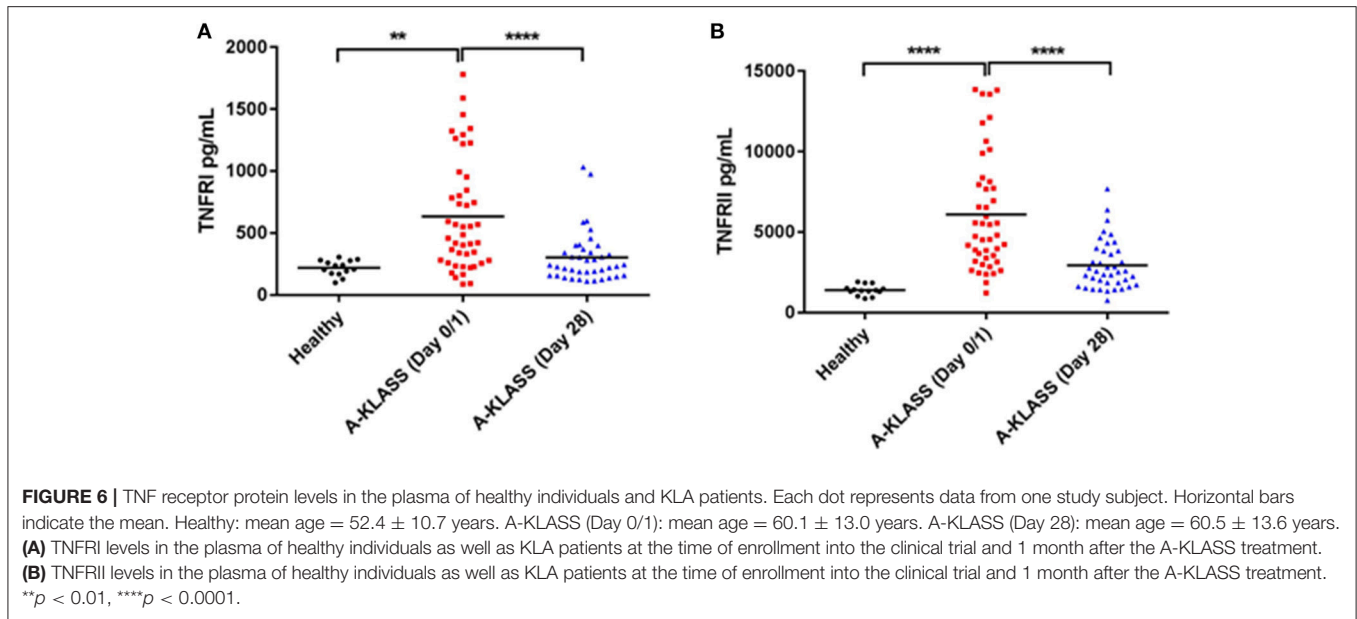 A
** ****
2000
1500
1000
500
0
TNFRI pg/mL
Healthy
A-KLASS (Day 0/1)
A-KLASS (Day 28)
B
**** ****
15000
10000
5000
0
TNFRII pg/mL
Healthy
A-KLASS (Day 0/1)
A-KLASS (Day 28)
FIGURE 6 | TNF receptor protein levels in the plasma of healthy individuals and KLA patients. Each dot represents data from one study subject. Horizontal bars
indicate the mean. Healthy: mean age = 52.4 ± 10.7 years. A-KLASS (Day 0/1): mean age = 60.1 ± 13.0 years. A-KLASS (Day 28): mean age = 60.5 ± 13.6 years.
(A) TNFRI levels in the plasma of healthy individuals as well as KLA patients at the time of enrollment into the clinical trial and 1 month after the A-KLASS treatment.
(B) TNFRII levels in the plasma of healthy individuals as well as KLA patients at the time of enrollment into the clinical trial and 1 month after the A-KLASS treatment.
**p < 0.01, ****p < 0.0001.